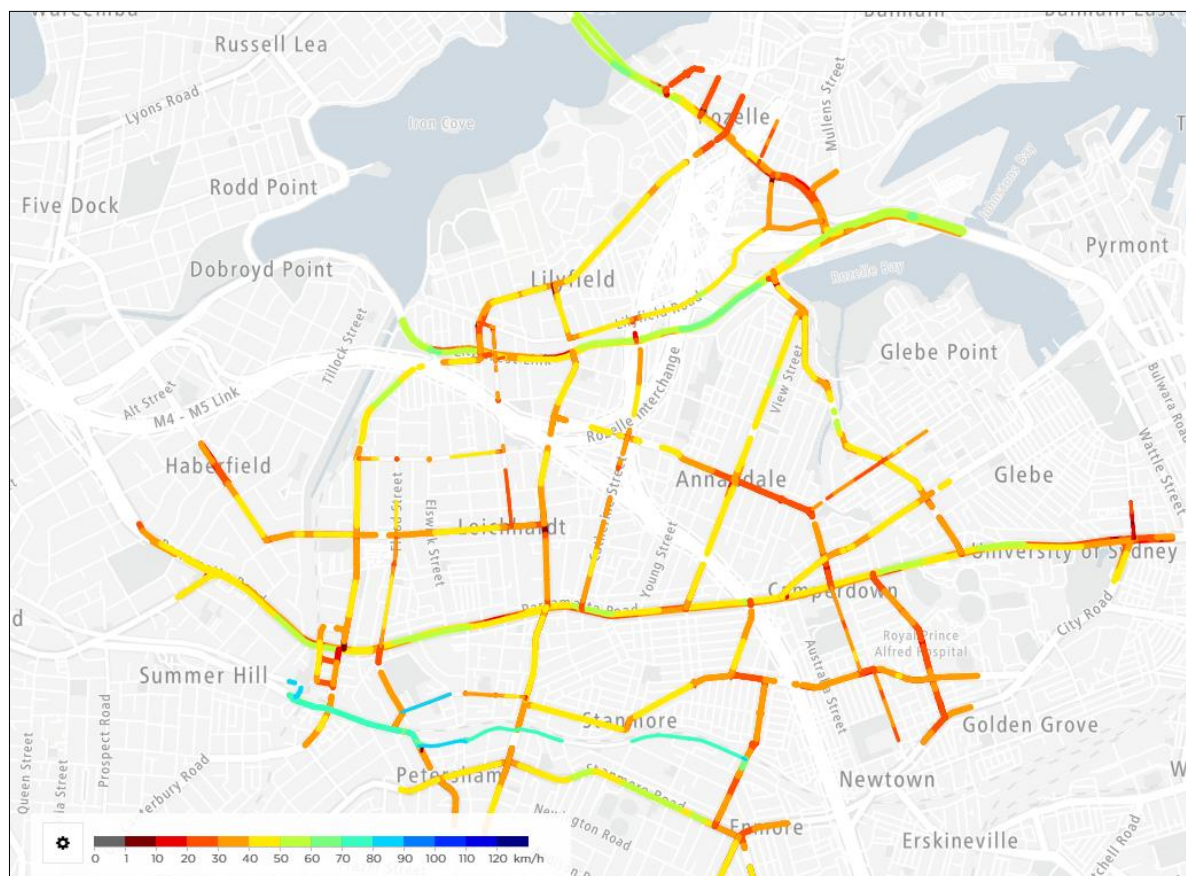 Russell Lea
Lyons Road
Iron Cove
Mullens Street
Rozelle
Rodd Point
Five Dock
Johnstons Bay
Pyrmont
Dobroyd Point
Lilyfield
Rozelle Bay
Lilyfield Road
Tillock Street
Glebe Point
Alt Street
M4 - M5 Link
View Street
Bulwara Road
Rozelle Interchange
Haberfield
Annandale
Glebe
Wattle Street
Elswick Street
Leichhardt
Catherine Street
Young Street
University of Sydney
Camperdown
Parramatta Road
City Road
Royal Prince
Alfred Hospital
Australia Street
Summer Hill
Stanmore
Golden Grove
Prospect Road
Queen Street
Petersham
Stanmore Road
Newtown
Enmore
Erskineville
0 1 10 20 30 40 50 60 70 80 90 100 110 120 km/h